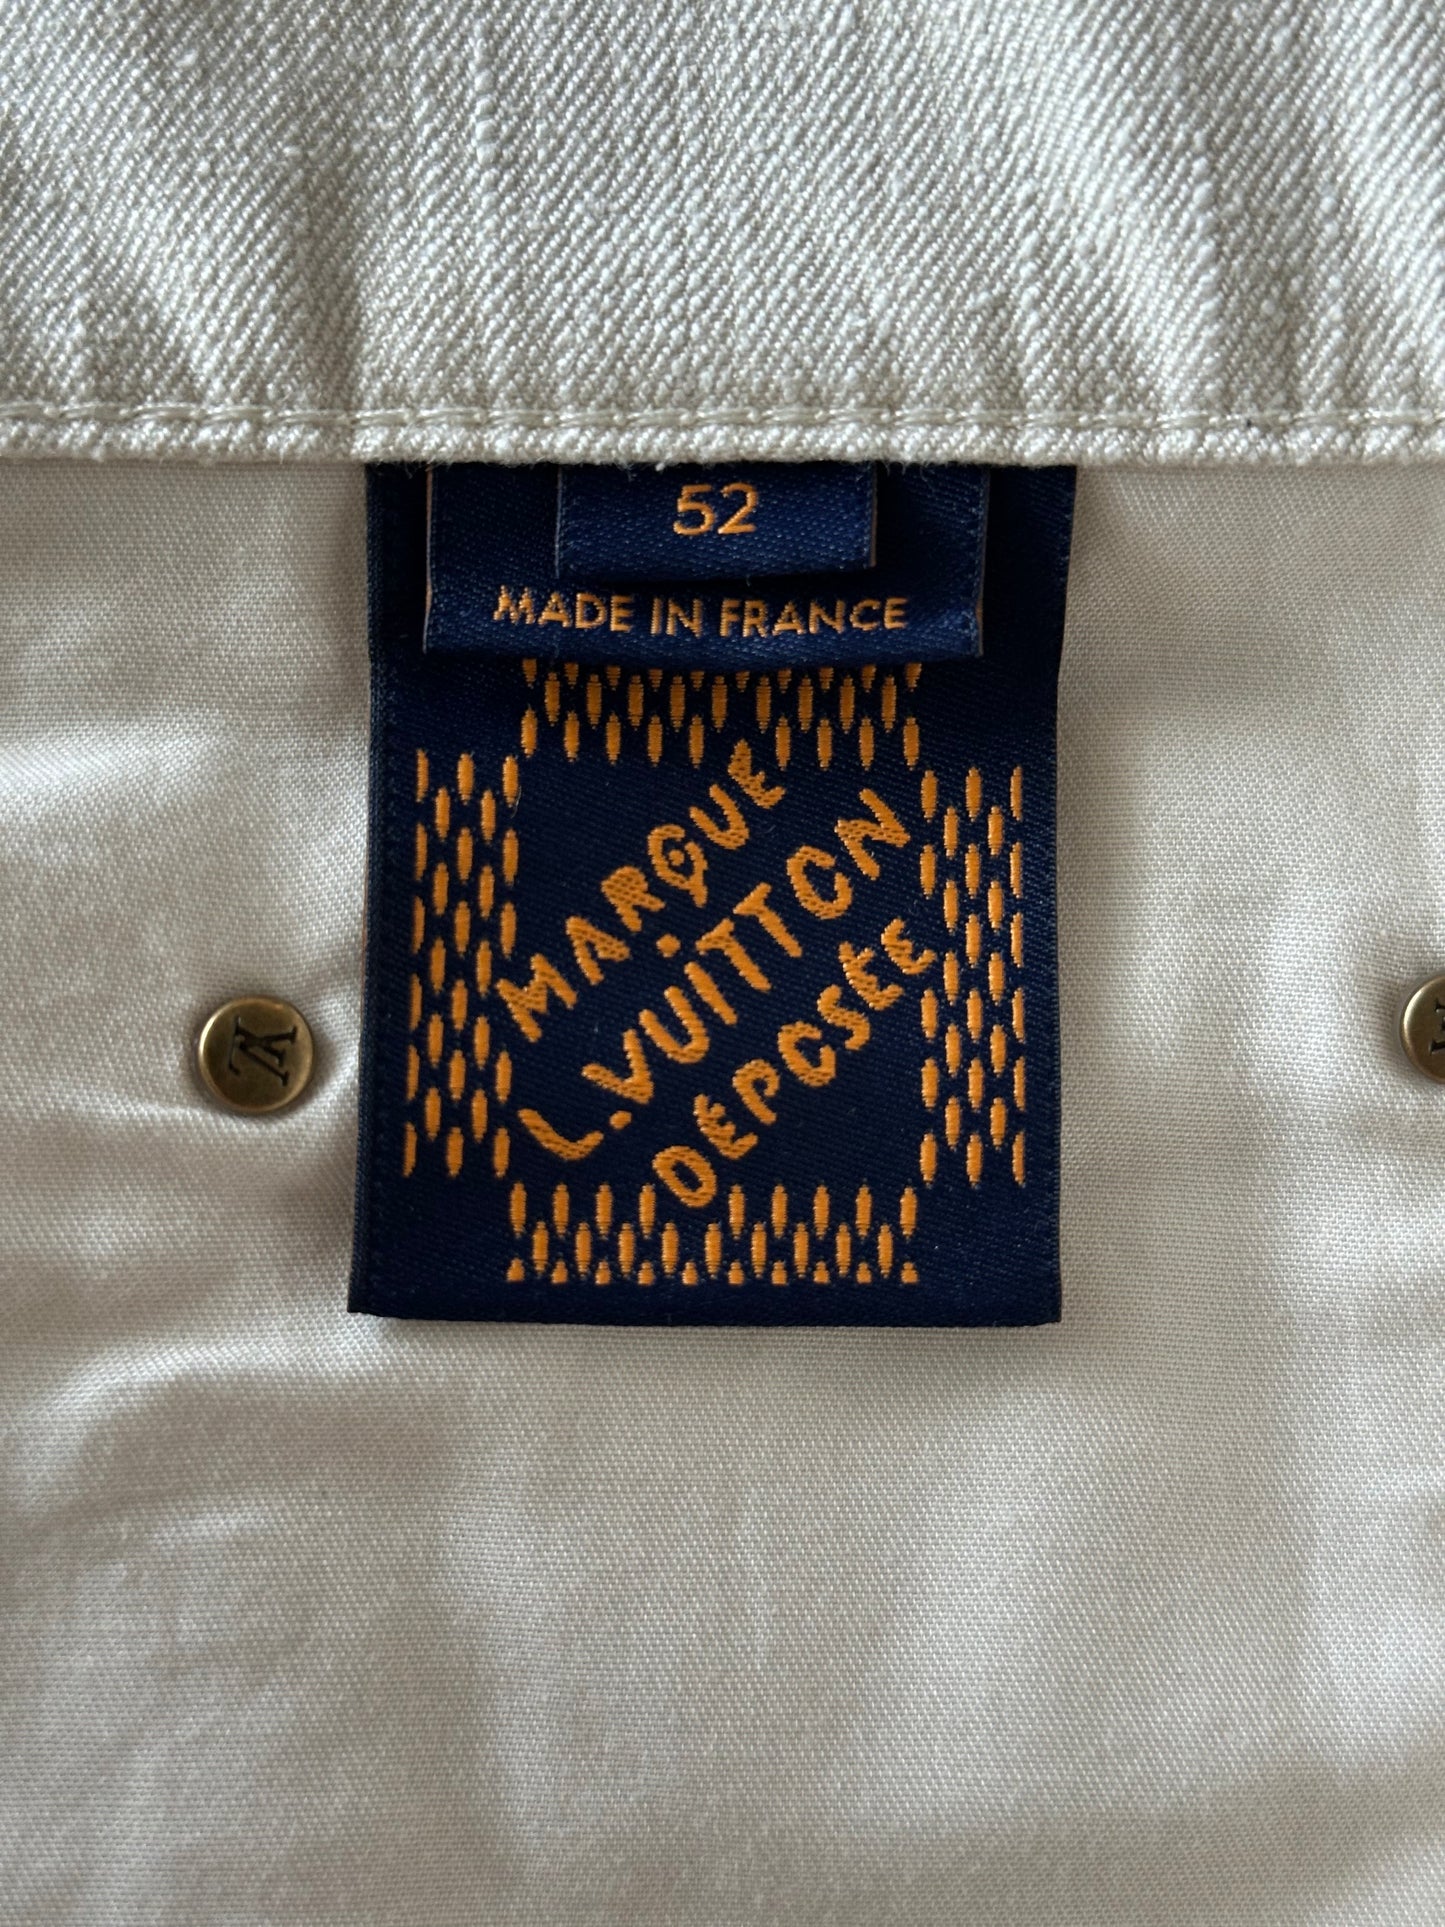 52
MADE IN FRANCE
MARQUE
L.VUITTON
DÉPOSÉE
LV